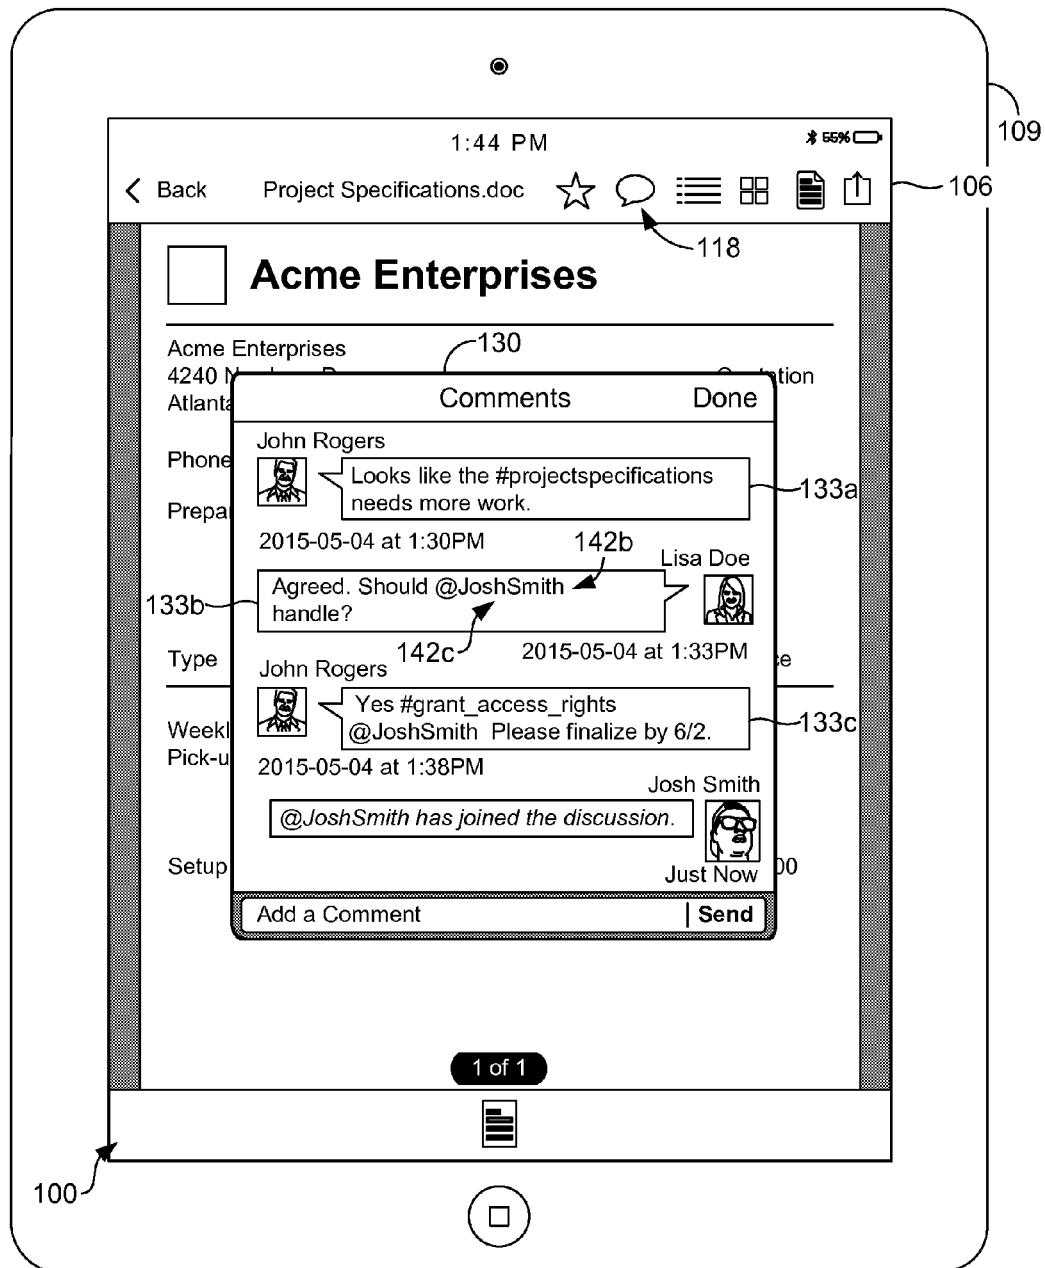 109
1:44 PM
55%
Back Project Specifications.doc
106
118
Acme Enterprises
130
Acme Enterprises
4240
Comments Done
John Rogers
Phone
Looks like the #projectspecifications
needs more work.
133a
2015-05-04 at 1:30PM
142b
Lisa Doe
Agreed. Should @JoshSmith
handle?
133b
142c
2015-05-04 at 1:33PM
Type
John Rogers
Yes #grant_access_rights
@JoshSmith Please finalize by 6/2.
133c
Pick-u
2015-05-04 at 1:38PM
Josh Smith
@JoshSmith has joined the discussion.
Setup
Just Now
Add a Comment Send
1 of 1
100